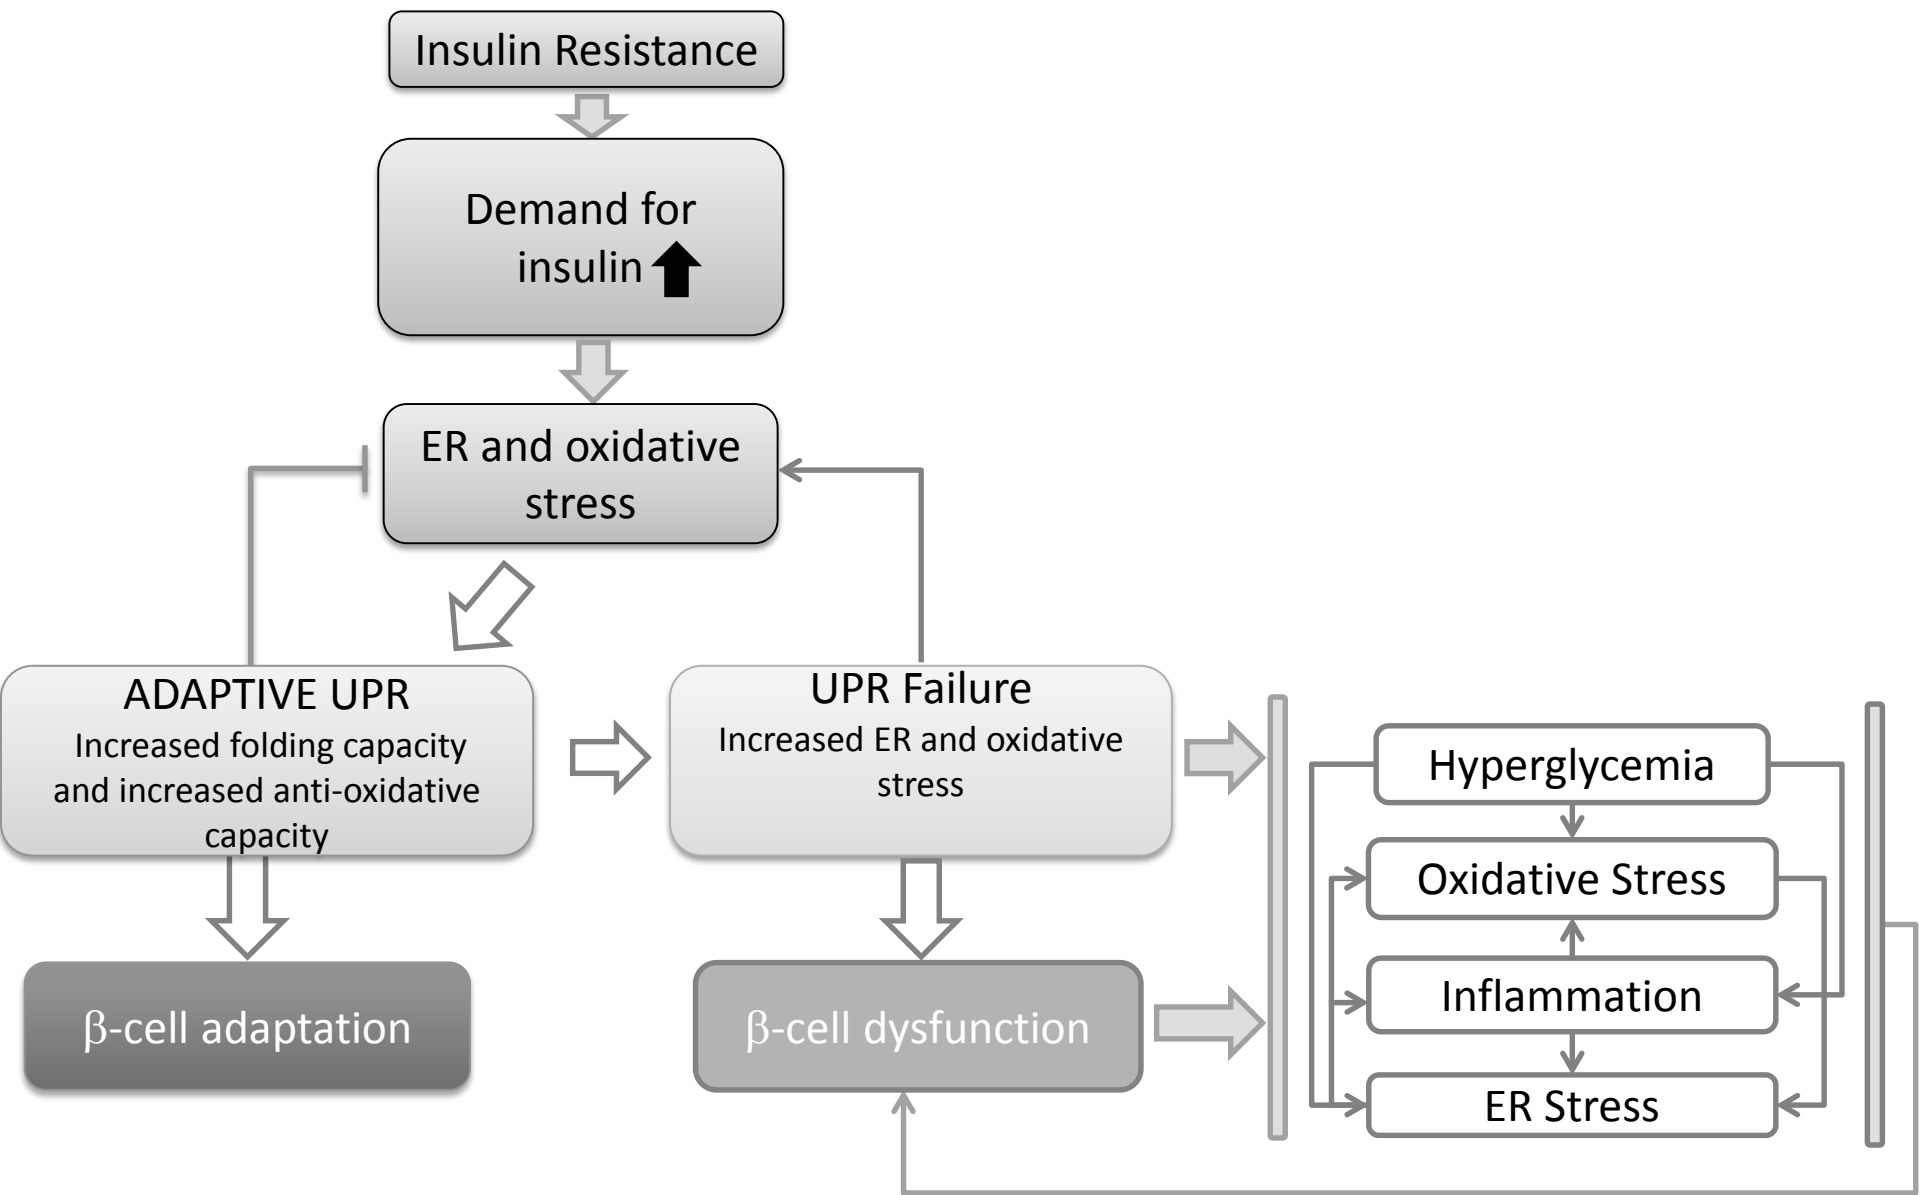 Insulin Resistance
Demand for
insulin
ER and oxidative
stress
ADAPTIVE UPR
Increased folding capacity
and increased anti-oxidative
capacity
UPR Failure
Increased ER and oxidative
stress
β-cell adaptation
β-cell dysfunction
Hyperglycemia
Oxidative Stress
Inflammation
ER Stress